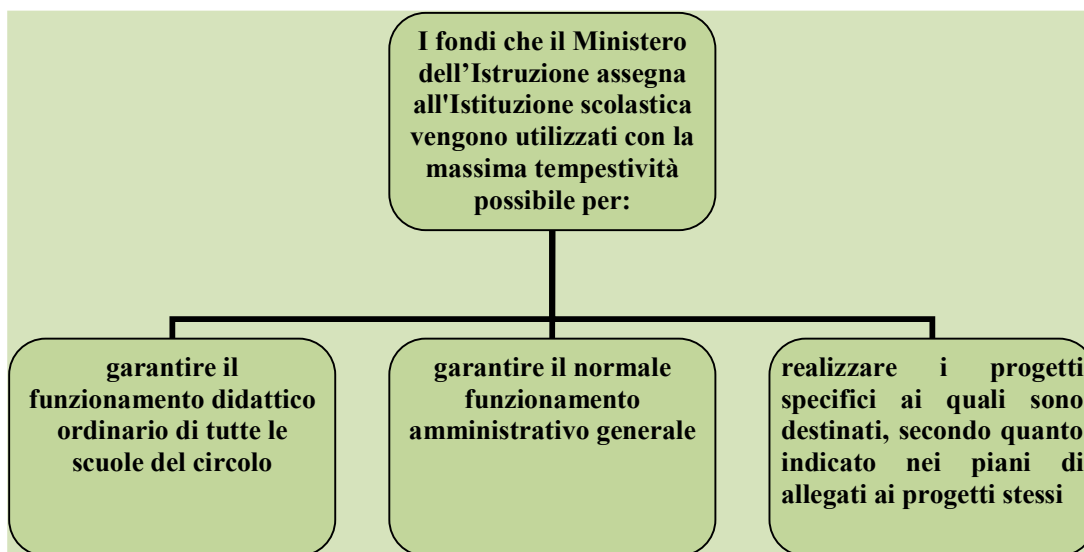 I fondi che il Ministero
dell’Istruzione assegna
all'Istituzione scolastica
vengono utilizzati con la
massima tempestività
possibile per:
garantire il
funzionamento didattico
ordinario di tutte le
scuole del circolo
garantire il normale
funzionamento
amministrativo generale
realizzare i progetti
specifici ai quali sono
destinati, secondo quanto
indicato nei piani di
allegati ai progetti stessi